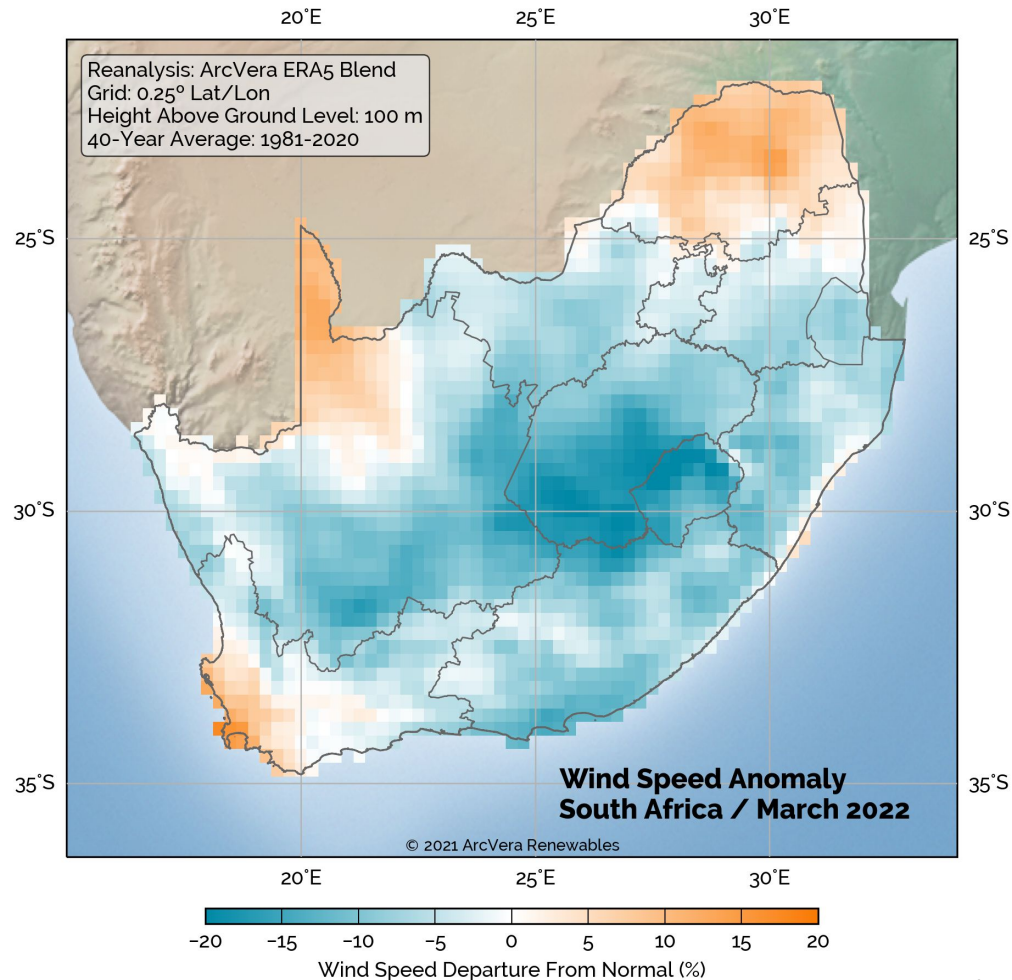 20°E 25°E 30°E
Reanalysis: ArcVera ERA5 Blend
Grid: 0.25º Lat/Lon
Height Above Ground Level: 100 m
40-Year Average: 1981-2020
25°S 25°S
30°S 30°S
35°S 35°S
Wind Speed Anomaly
South Africa / March 2022
© 2021 ArcVera Renewables
20°E 25°E 30°E
−20 −15 −10 −5 0 5 10 15 20
Wind Speed Departure From Normal (%)